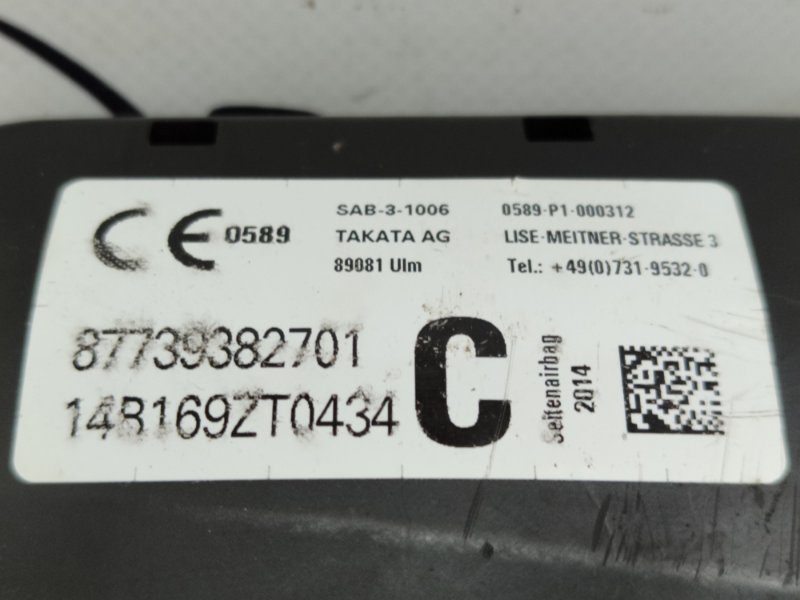 CE 0589
SAB-3-1006 0589-P1-000312
TAKATA AG LISE-MEITNER-STRASSE 3
89081 Ulm Tel.: +49(0)731-9532-0
87739382701
14B169ZT0434
C
Seitenairbag
2014